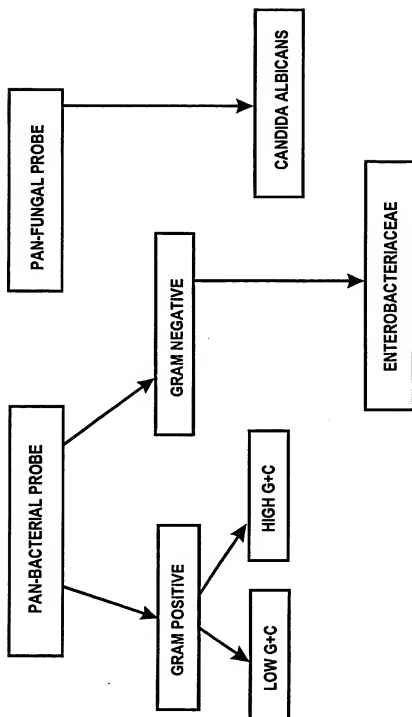 PAN-BACTERIAL PROBE
PAN-FUNGAL PROBE
GRAM POSITIVE
GRAM NEGATIVE
LOW G+C
HIGH G+C
CANDIDA ALBICANS
ENTEROBACTERIACEAE